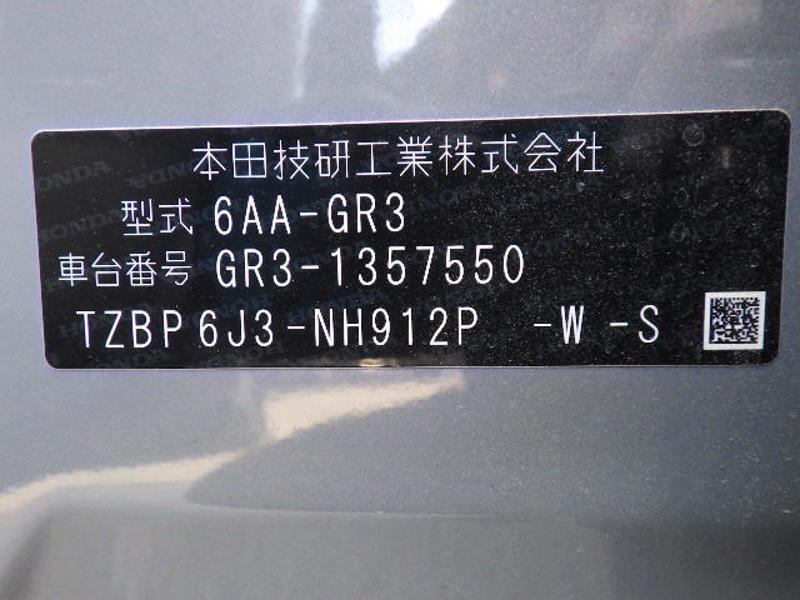 本田技研工業株式会社
型式 6AA-GR3
車台番号 GR3-1357550
TZBP 6J3-NH912P -W -S